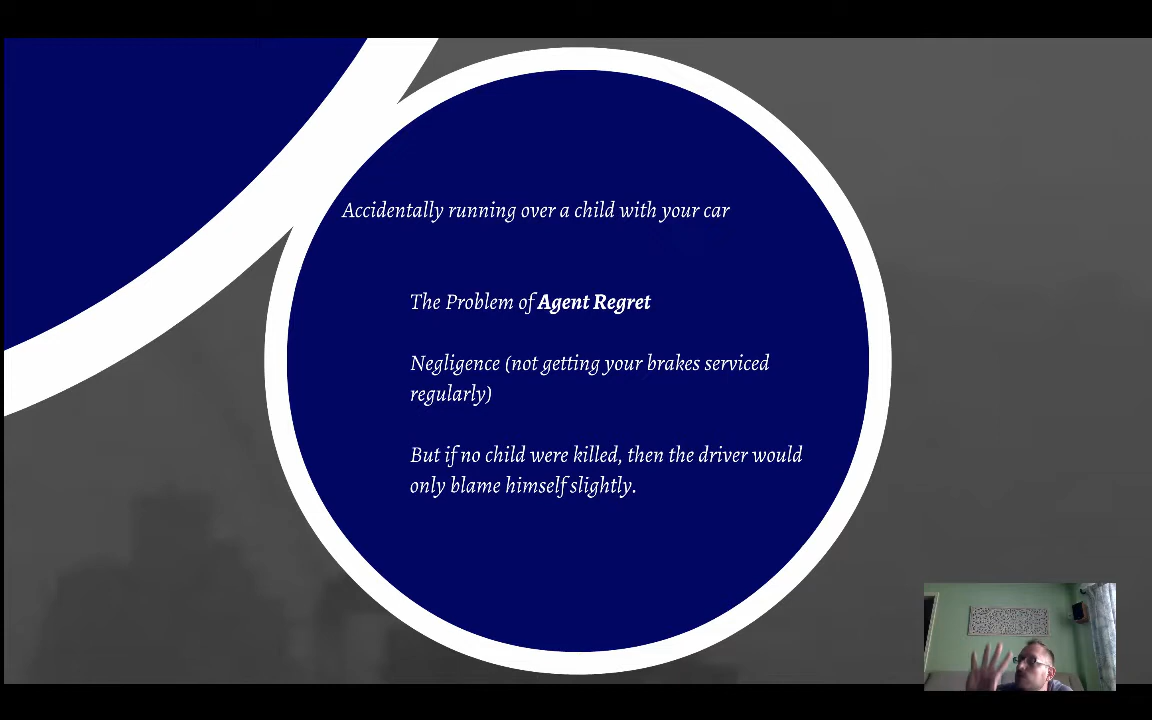 Accidentally running over a child with your car
The Problem of Agent Regret
Negligence (not getting your brakes serviced
regularly)
But if no child were killed, then the driver would
only blame himself slightly.